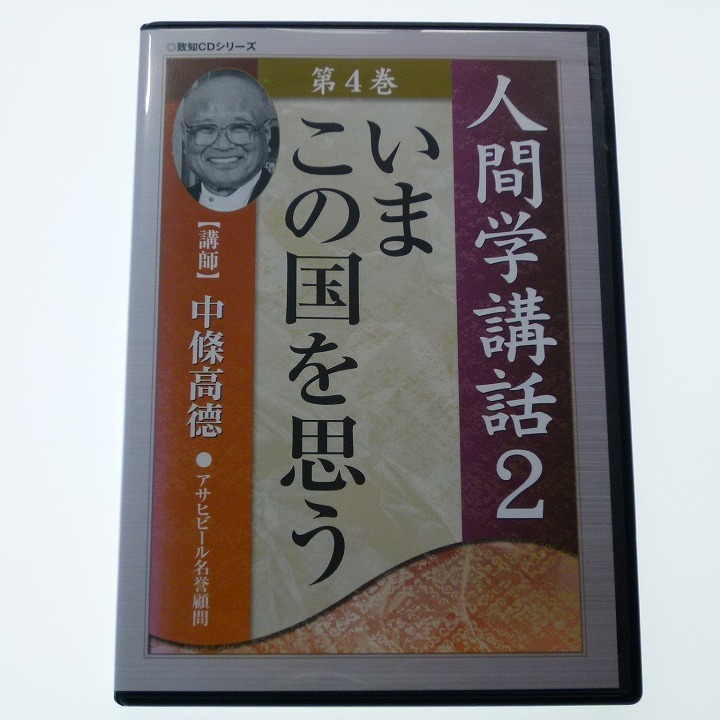 ◎致知CDシリーズ
人間学講話2
第4巻
いま
この国を思う
【講師】
中條高德
●アサヒビール名誉顧問